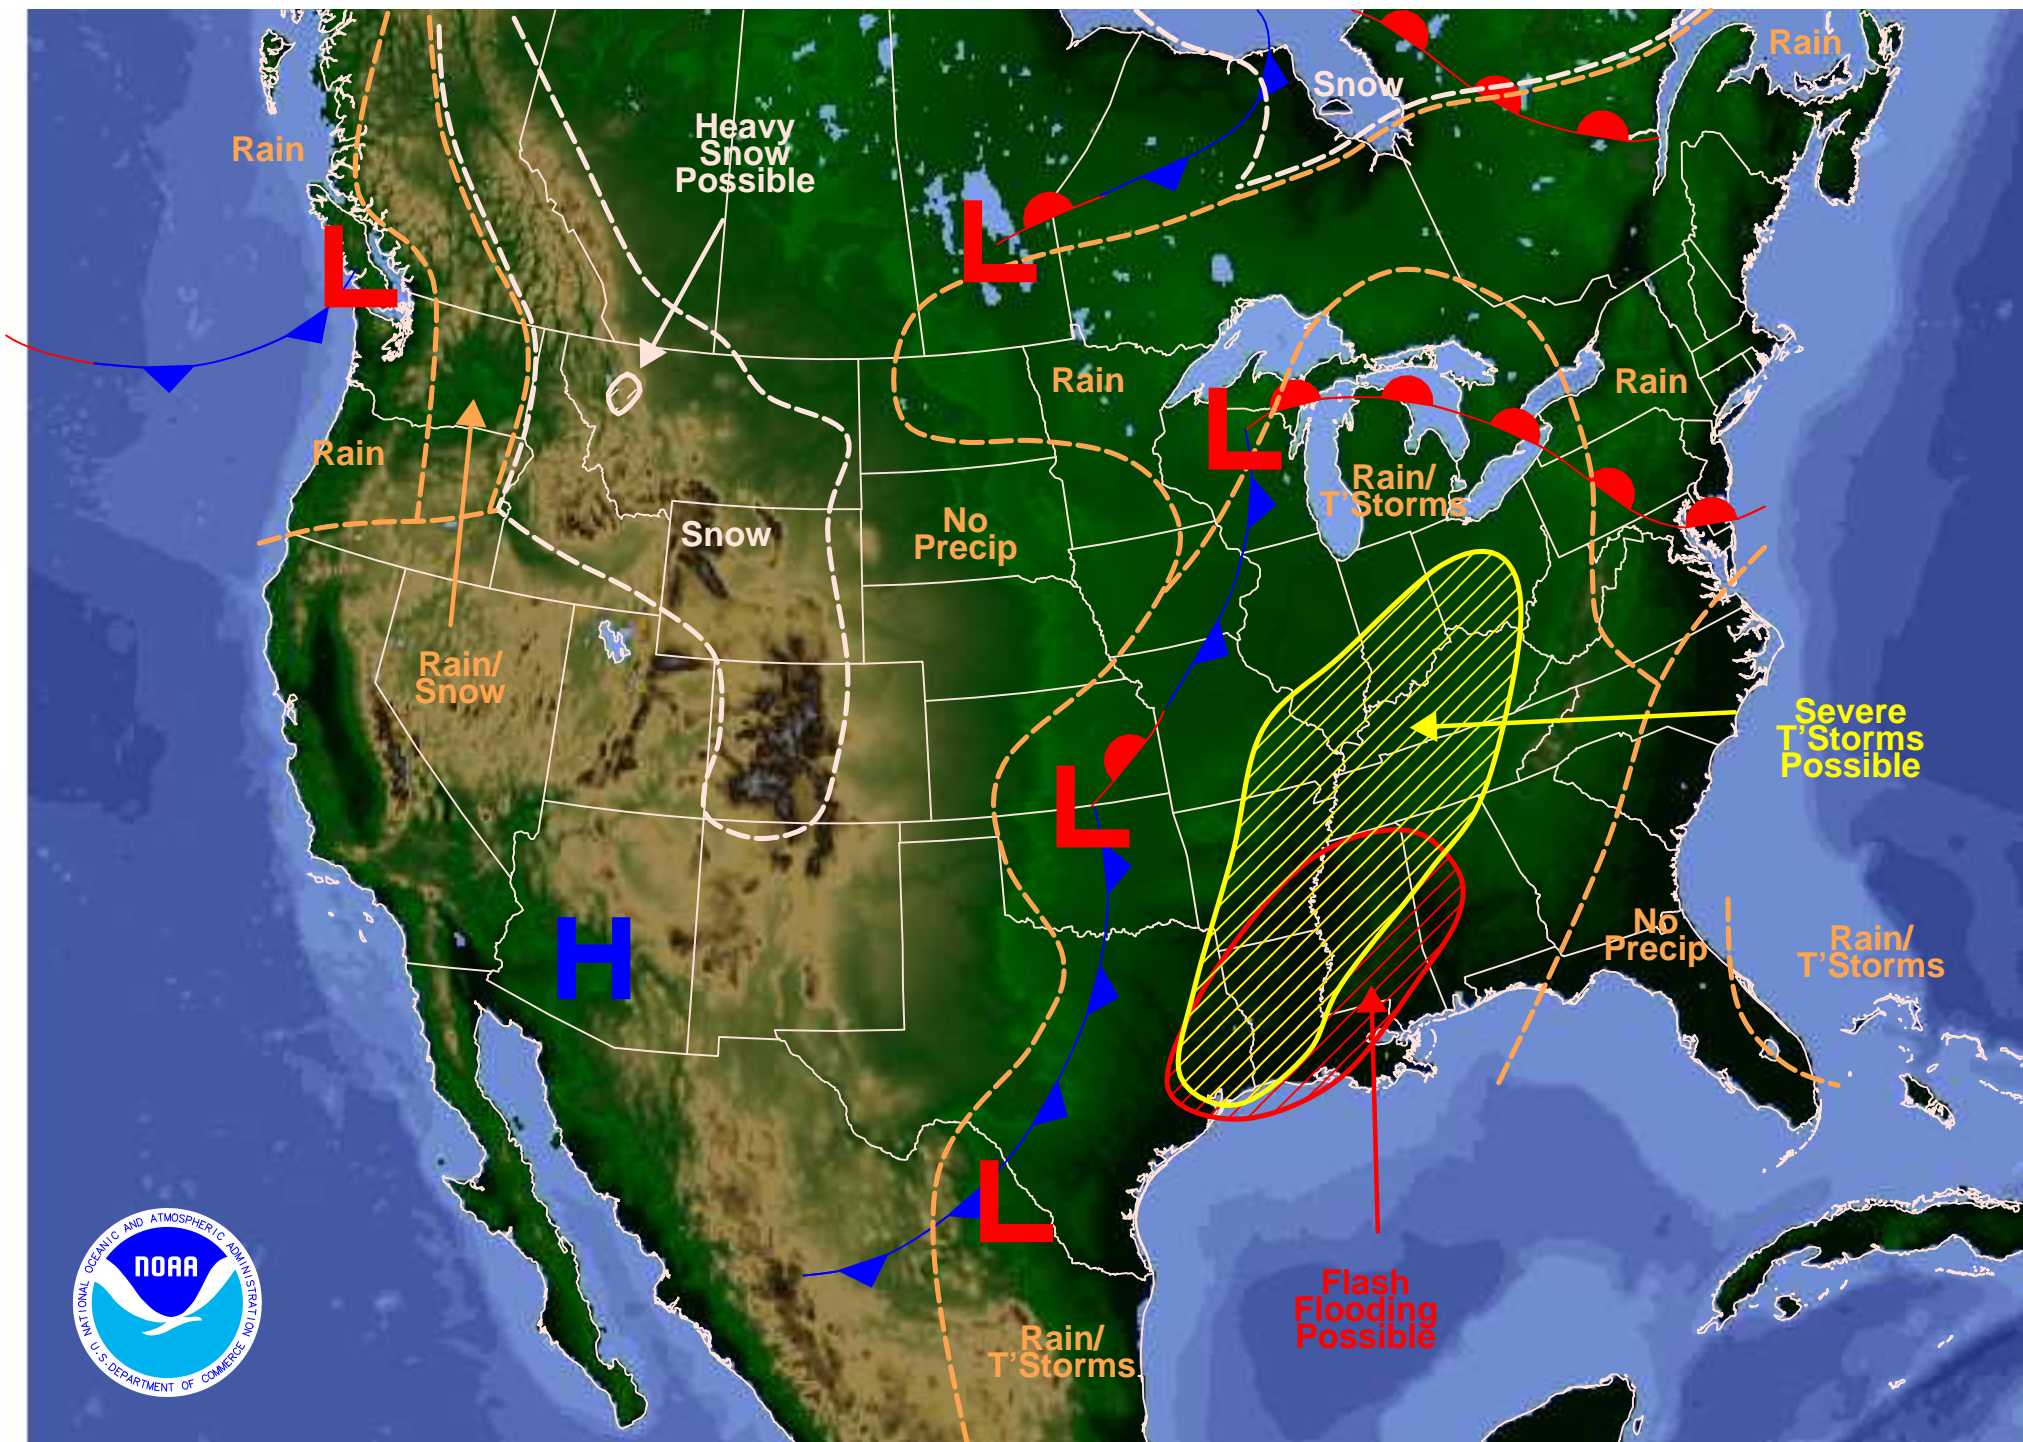 Rain
Snow
Rain
Heavy
Snow
Possible
L
L
Rain
Rain
L
Rain
Rain/
T'Storms
No
Precip
Snow
Rain/
Snow
Severe
T'Storms
Possible
L
H
No
Precip
Rain/
T'Storms
L
Flash
Flooding
Possible
Rain/
T'Storms
NATIONAL OCEANIC AND ATMOSPHERIC ADMINISTRATION
NOAA
U.S. DEPARTMENT OF COMMERCE